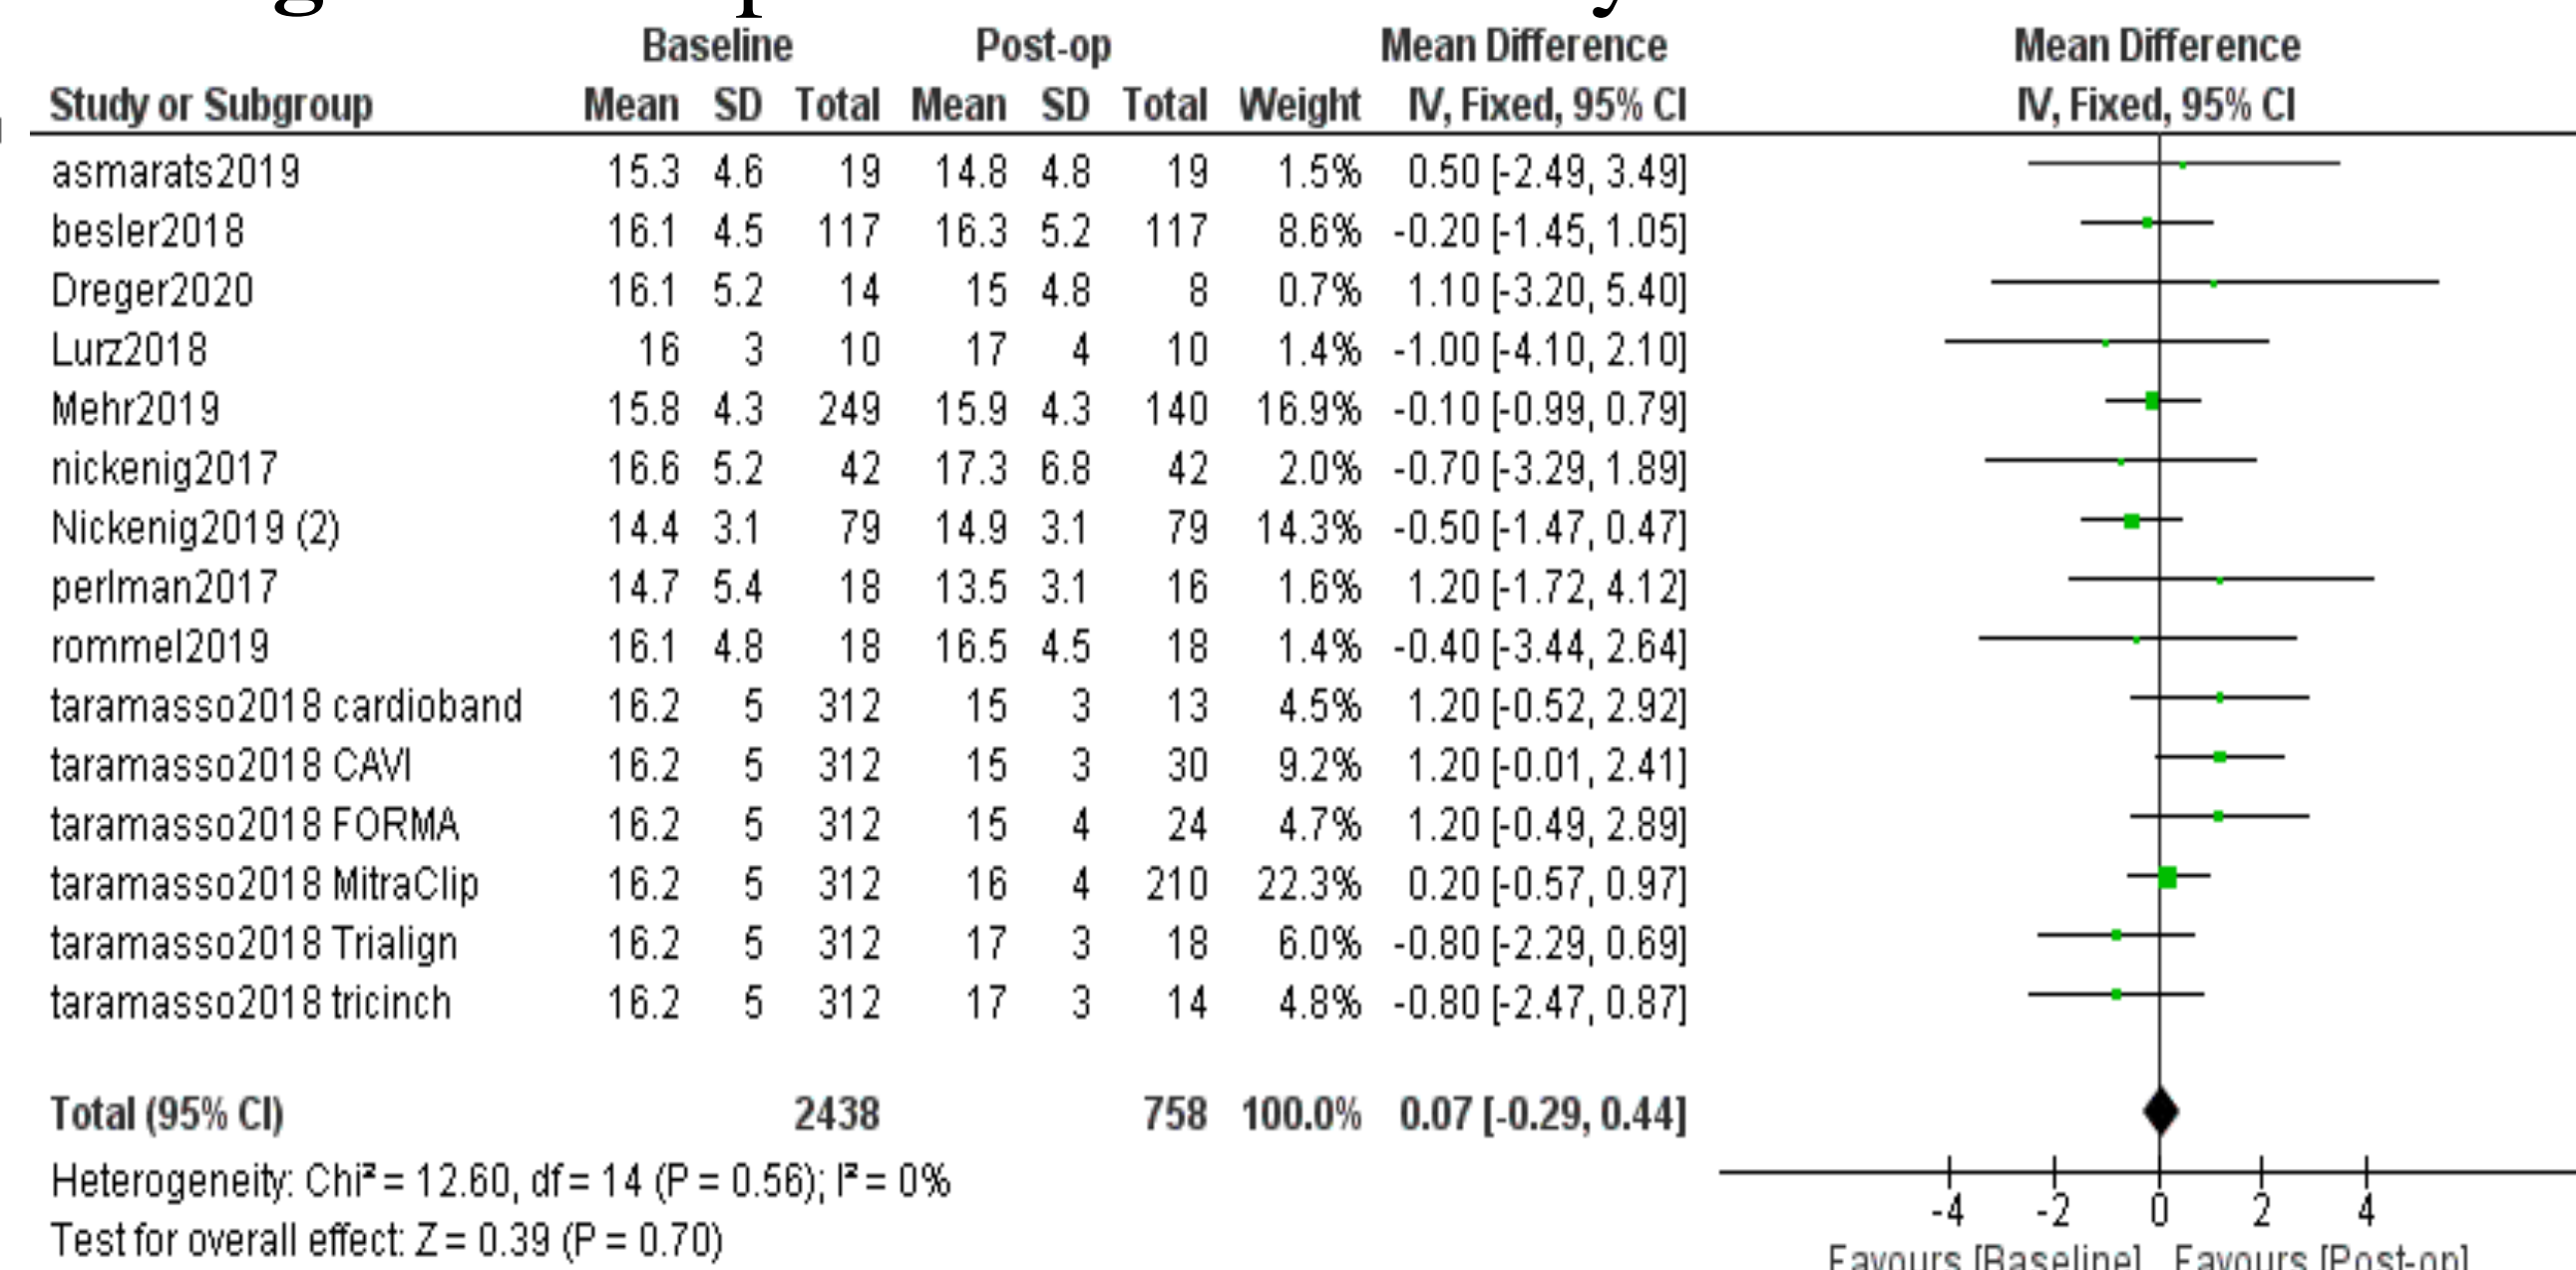 Baseline Post-op Mean Difference Mean Difference
Study or Subgroup Mean SD Total Mean SD Total Weight IV, Fixed, 95% CI IV, Fixed, 95% CI
asmarats2019 15.3 4.6 19 14.8 4.8 19 1.5% 0.50 [-2.49, 3.49]
besler2018 16.1 4.5 117 16.3 5.2 117 8.6% -0.20 [-1.45, 1.05]
Dreger2020 16.1 5.2 14 15 4.8 8 0.7% 1.10 [-3.20, 5.40]
Lurz2018 16 3 10 17 4 10 1.4% -1.00 [-4.10, 2.10]
Mehr2019 15.8 4.3 249 15.9 4.3 140 16.9% -0.10 [-0.99, 0.79]
nickenig2017 16.6 5.2 42 17.3 6.8 42 2.0% -0.70 [-3.29, 1.89]
Nickenig2019 (2) 14.4 3.1 79 14.9 3.1 79 14.3% -0.50 [-1.47, 0.47]
perlman2017 14.7 5.4 18 13.5 3.1 16 1.6% 1.20 [-1.72, 4.12]
rommel2019 16.1 4.8 18 16.5 4.5 18 1.4% -0.40 [-3.44, 2.64]
taramasso2018 cardioband 16.2 5 312 15 3 13 4.5% 1.20 [-0.52, 2.92]
taramasso2018 CAVI 16.2 5 312 15 3 30 9.2% 1.20 [-0.01, 2.41]
taramasso2018 FORMA 16.2 5 312 15 4 24 4.7% 1.20 [-0.49, 2.89]
taramasso2018 MitraClip 16.2 5 312 16 4 210 22.3% 0.20 [-0.57, 0.97]
taramasso2018 Trialign 16.2 5 312 17 3 18 6.0% -0.80 [-2.29, 0.69]
taramasso2018 tricinch 16.2 5 312 17 3 14 4.8% -0.80 [-2.47, 0.87]
Total (95% CI) 2438 758 100.0% 0.07 [-0.29, 0.44]
Heterogeneity: Chi² = 12.60, df = 14 (P = 0.56); I² = 0%
Test for overall effect: Z = 0.39 (P = 0.70)
-4 -2 0 2 4
Favours [Baseline] Favours [Post-op]